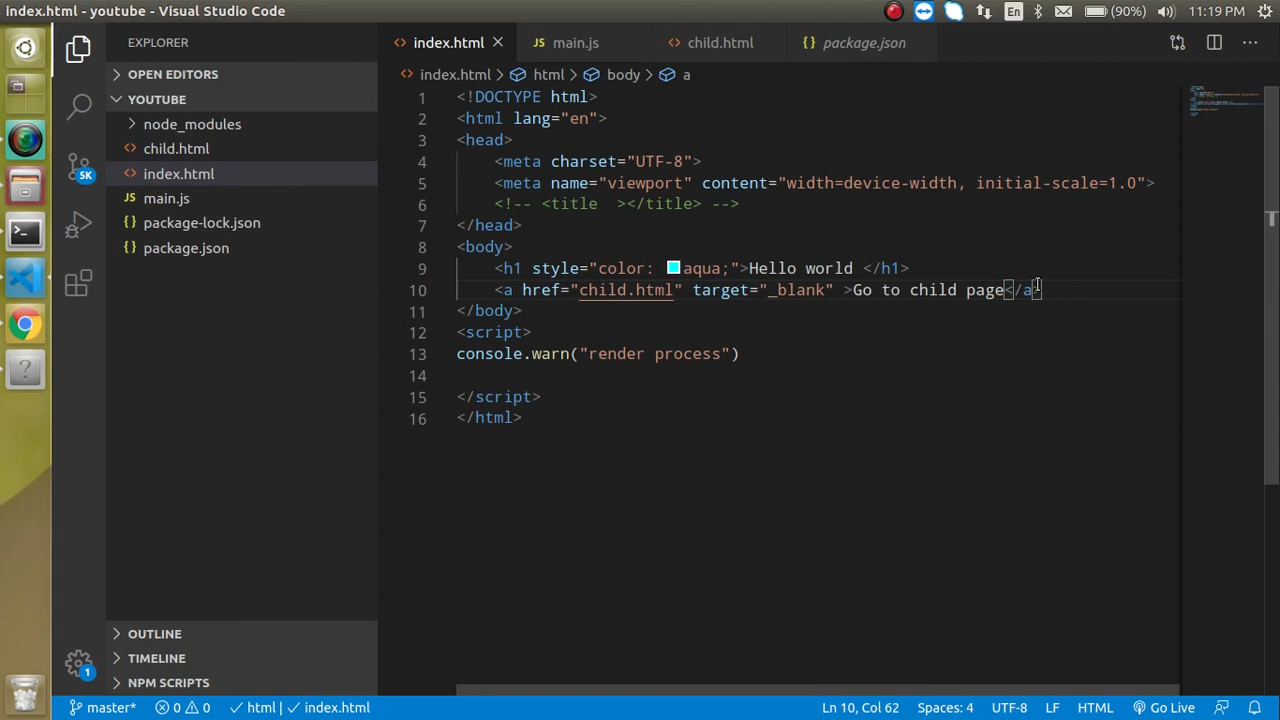 index.html - youtube - Visual Studio Code
En
(90%)
11:19 PM
EXPLORER
index.html
main.js
JS
child.html
{} package.json
OPEN EDITORS
index.html > html > body > a
YOUTUBE
node_modules
child.html
5K
index.html
JS main.js
{} package-lock.json
{} package.json
1 <!DOCTYPE html>
2 <html lang="en">
3 <head>
4 <meta charset="UTF-8">
5 <meta name="viewport" content="width=device-width, initial-scale=1.0">
6 <!-- <title ></title> -->
7 </head>
8 <body>
9 <h1 style="color: aqua;">Hello world </h1>
10 <a href="child.html" target="_blank" >Go to child page</a>
11 </body>
12 <script>
13 console.warn("render process")
14
15 </script>
16 </html>
OUTLINE
TIMELINE
NPM SCRIPTS
1
master*
0
0
html |
index.html
Ln 10, Col 62
Spaces: 4
UTF-8
LF
HTML
Go Live